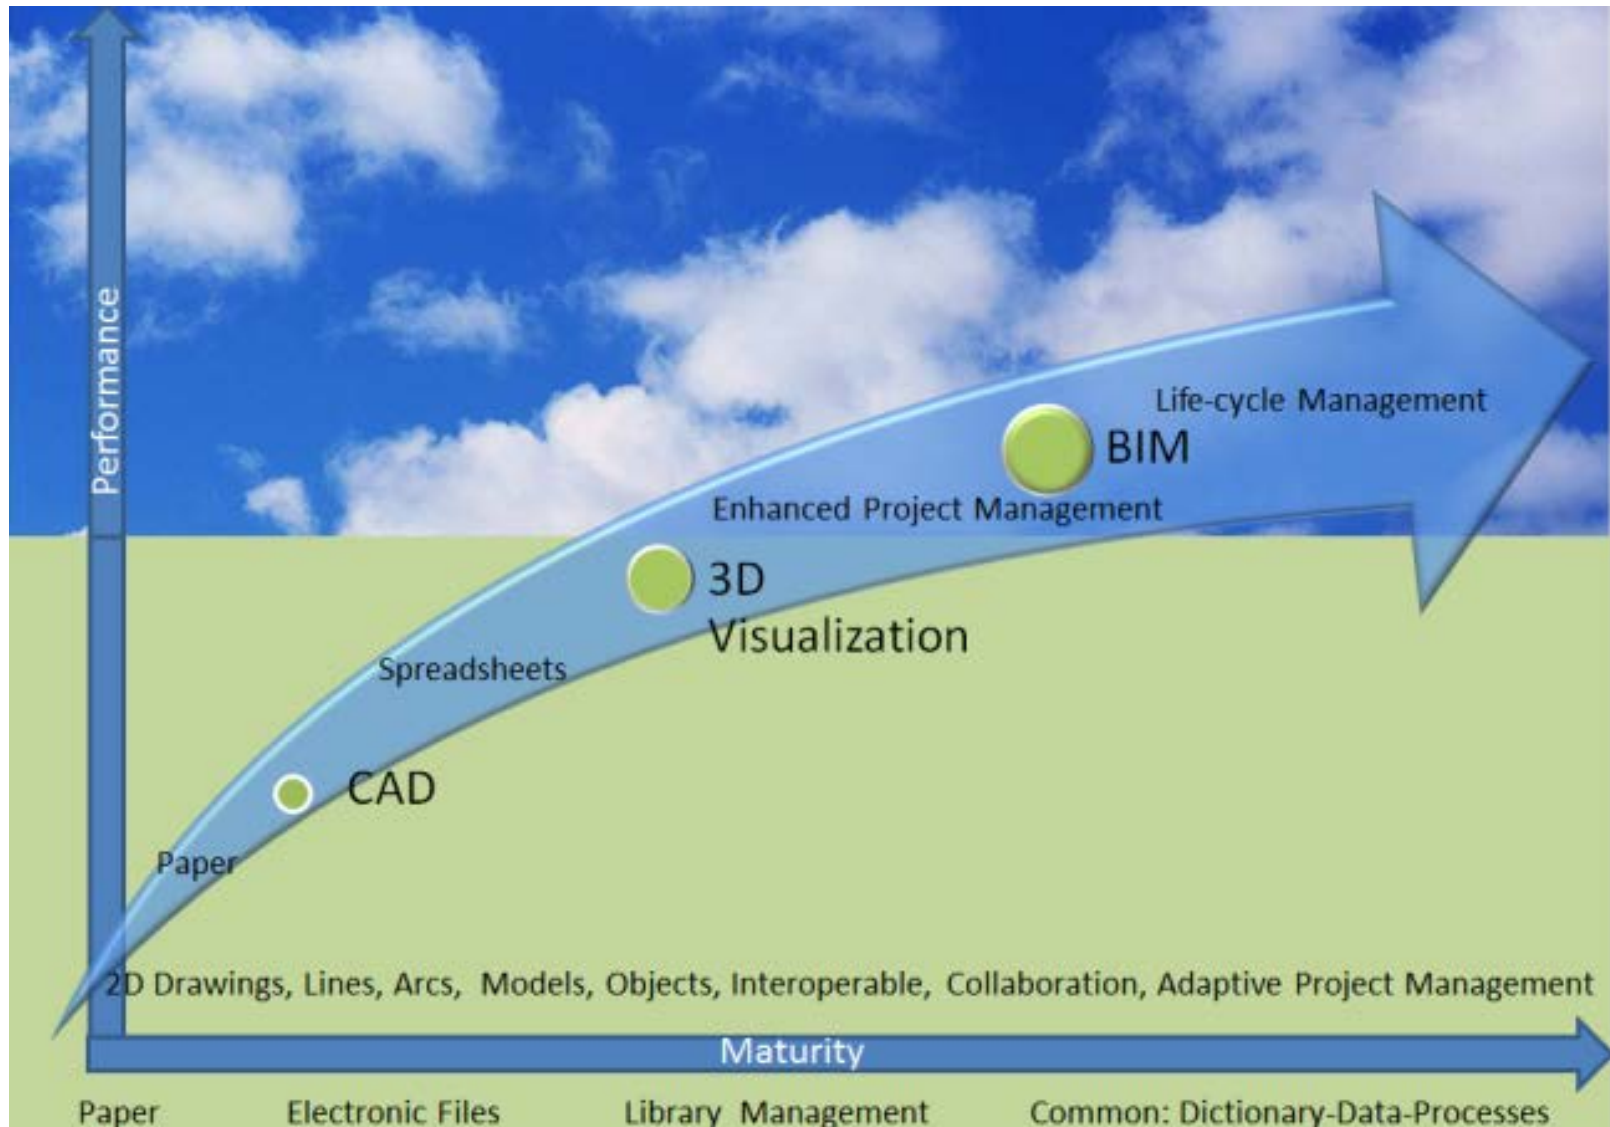 Performance
Life-cycle Management
BIM
Enhanced Project Management
3D
Visualization
Spreadsheets
CAD
Paper
2D Drawings, Lines, Arcs, Models, Objects, Interoperable, Collaboration, Adaptive Project Management
Maturity
Paper Electronic Files Library Management Common: Dictionary-Data-Processes